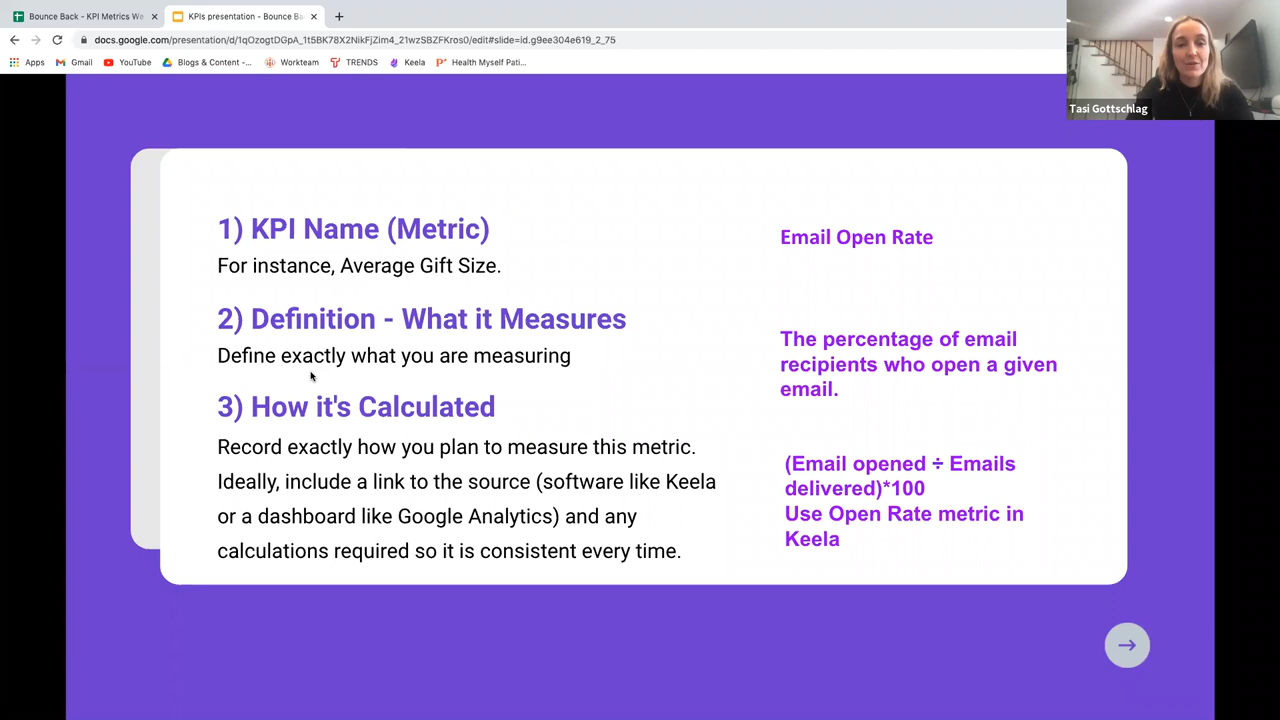 Bounce Back - KPI Metrics We
KPIs presentation - Bounce Ba
docs.google.com/presentation/d/1qOzogtDGpA_1t5BK78X2NikFjZim4_21wzSBZFKros0/edit#slide=id.g9ee304e619_2_75
Apps Gmail YouTube Blogs & Content -... Workteam TRENDS Keela Health Myself Pati...
Tasi Gottschlag
1) KPI Name (Metric)
For instance, Average Gift Size.
Email Open Rate
2) Definition - What it Measures
Define exactly what you are measuring
The percentage of email
recipients who open a given
email.
3) How it's Calculated
Record exactly how you plan to measure this metric.
Ideally, include a link to the source (software like Keela
or a dashboard like Google Analytics) and any
calculations required so it is consistent every time.
(Email opened ÷ Emails
delivered)*100
Use Open Rate metric in
Keela